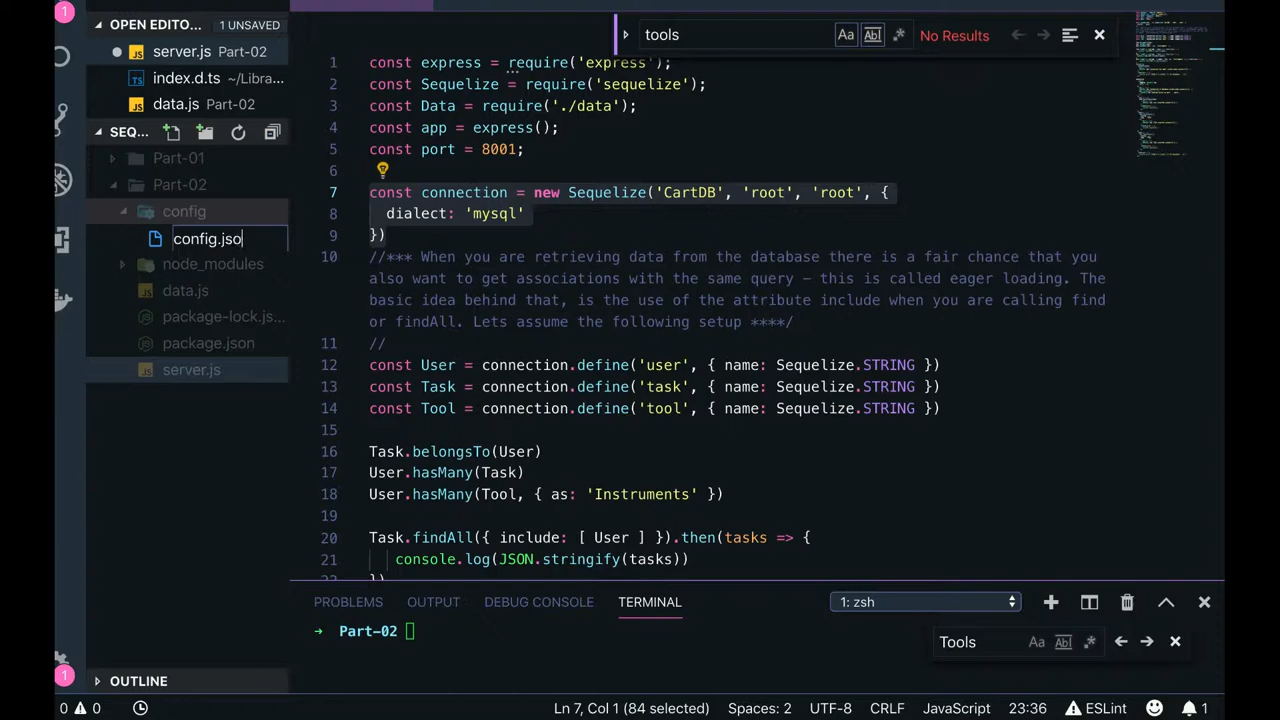 1
OPEN EDITO... 1 UNSAVED
server.js Part-02
index.d.ts ~/Libra...
data.js Part-02
SEQ...
Part-01
Part-02
config
config.jso
node_modules
data.js
package-lock.js...
package.json
server.js
OUTLINE
1
tools Aa Abl .* No Results
1 const express = require('express');
2 const Sequelize = require('sequelize');
3 const Data = require('./data');
4 const app = express();
5 const port = 8001;
6
7 const connection = new Sequelize('CartDB', 'root', 'root', {
8 dialect: 'mysql'
9 })
10 //*** When you are retrieving data from the database there is a fair chance that you
also want to get associations with the same query – this is called eager loading. The
basic idea behind that, is the use of the attribute include when you are calling find
or findAll. Lets assume the following setup ****/
11 //
12 const User = connection.define('user', { name: Sequelize.STRING })
13 const Task = connection.define('task', { name: Sequelize.STRING })
14 const Tool = connection.define('tool', { name: Sequelize.STRING })
15
16 Task.belongsTo(User)
17 User.hasMany(Task)
18 User.hasMany(Tool, { as: 'Instruments' })
19
20 Task.findAll({ include: [ User ] }).then(tasks => {
21 console.log(JSON.stringify(tasks))
PROBLEMS OUTPUT DEBUG CONSOLE TERMINAL 1: zsh
→ Part-02
Tools Aa Abl .*
0 0 Ln 7, Col 1 (84 selected) Spaces: 2 UTF-8 CRLF JavaScript 23:36 ESLint 1